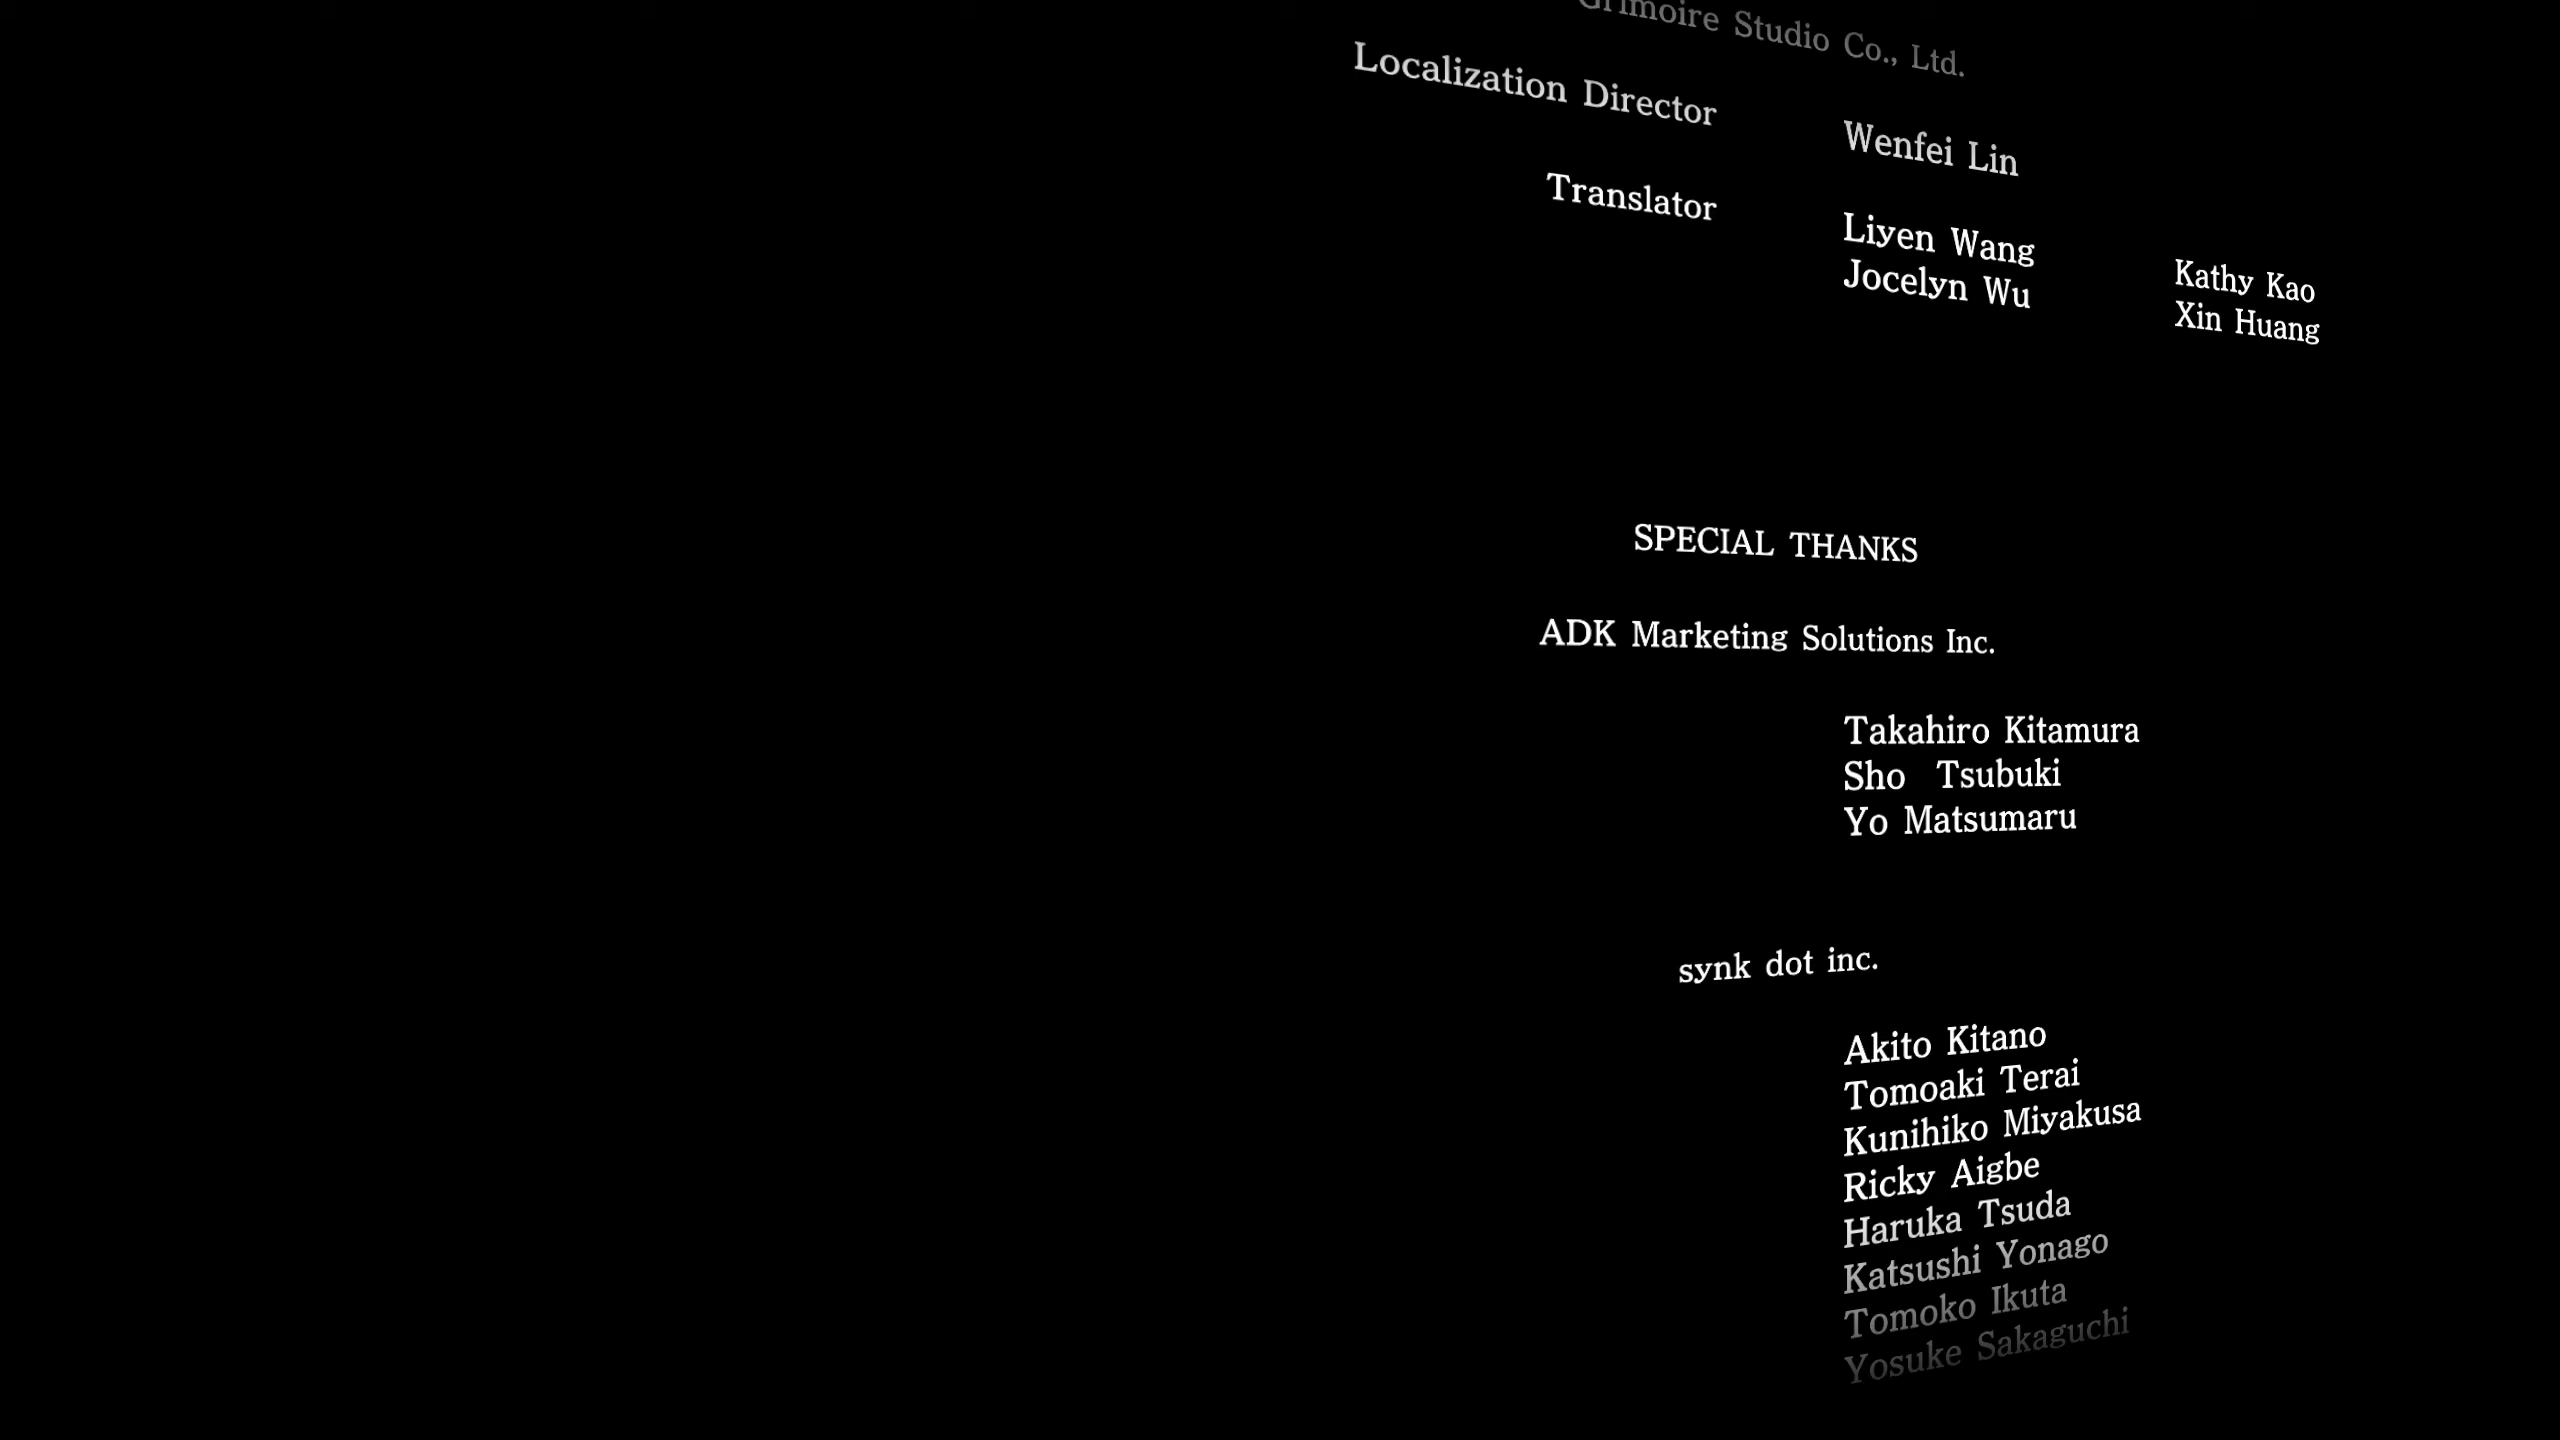 Grimoire Studio Co., Ltd.
Localization Director Wenfei Lin
Translator Liyen Wang Kathy Kao
Jocelyn Wu Xin Huang
SPECIAL THANKS
ADK Marketing Solutions Inc.
Takahiro Kitamura
Sho Tsubuki
Yo Matsumaru
synk dot inc.
Akito Kitano
Tomoaki Terai
Kunihiko Miyakusa
Ricky Aigbe
Haruka Tsuda
Katsushi Yonago
Tomoko Ikuta
Yosuke Sakaguchi